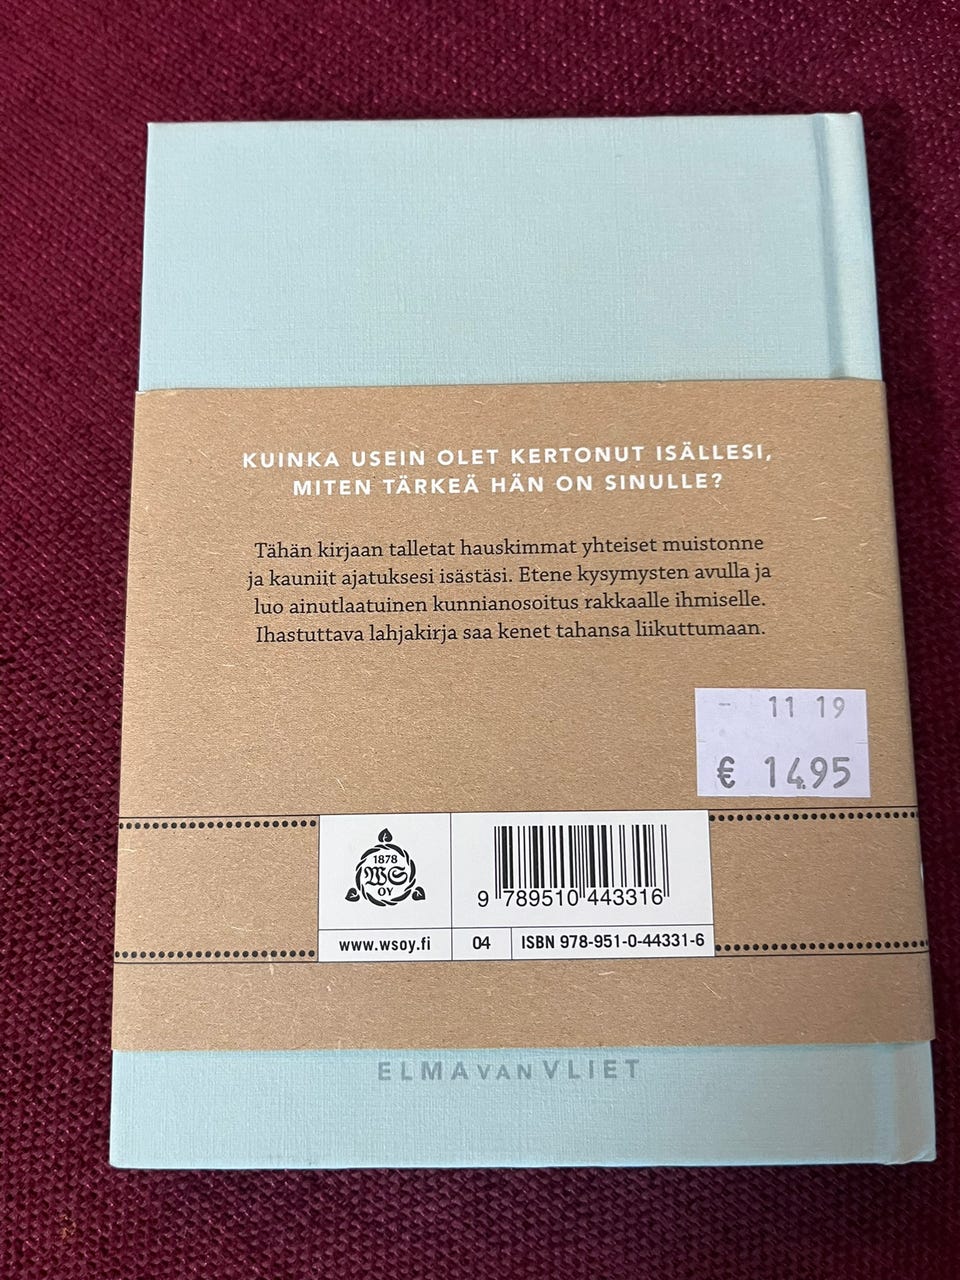 KUINKA USEIN OLET KERTONUT ISÄLLESI,
MITEN TÄRKEÄ HÄN ON SINULLE?
Tähän kirjaan talletat hauskimmat yhteiset muistonne
ja kauniit ajatuksesi isästäsi. Etene kysymysten avulla ja
luo ainutlaatuinen kunnianosoitus rakkaalle ihmiselle.
Ihastuttava lahjakirja saa kenet tahansa liikuttumaan.
- 11 19
€ 14.95
1878
WS
OY
9 789510 443316
www.wsoy.fi
04
ISBN 978-951-0-44331-6
ELMA VAN VLIET